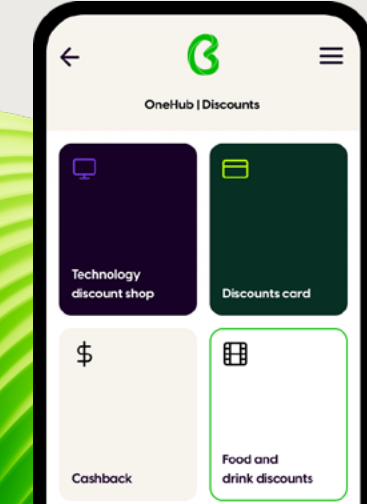 OneHub | Discounts
Technology
discount shop
Discounts card
Cashback
Food and
drink discounts